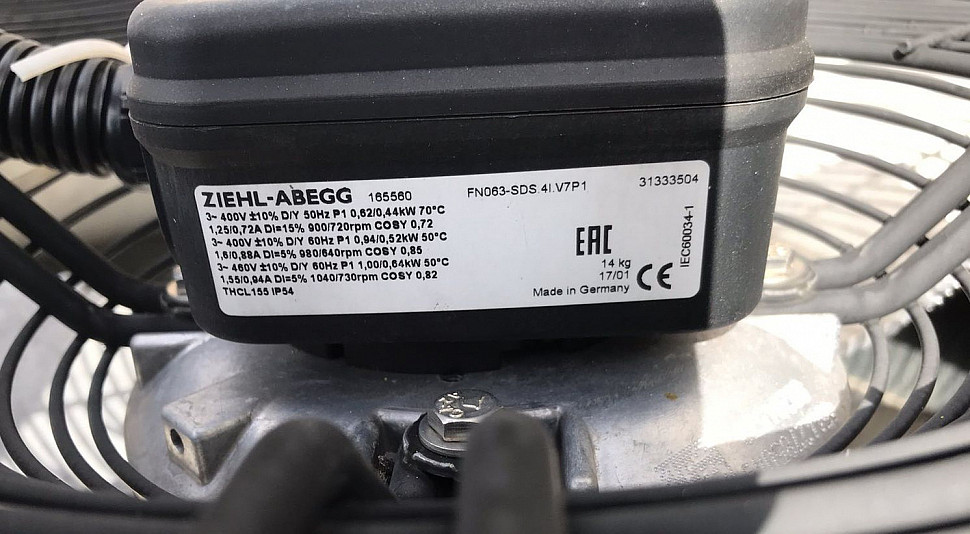 ZIEHL-ABEGG 165560 FN063-SDS.4I.V7P1 31333504
3~ 400V ±10% D/Y 50Hz P1 0,62/0,44kW 70°C
1,25/0,72A DI=15% 900/720rpm COSY 0,72
3~ 400V ±10% D/Y 60Hz P1 0,94/0,52kW 50°C
1,6/0,88A DI=5% 980/640rpm COSY 0,85
3~ 460V ±10% D/Y 60Hz P1 1,00/0,64kW 50°C
1,55/0,94A DI=5% 1040/730rpm COSY 0,82
THCL155 IP54
EAC
14 kg
17/01
Made in Germany CE
IEC60034-1